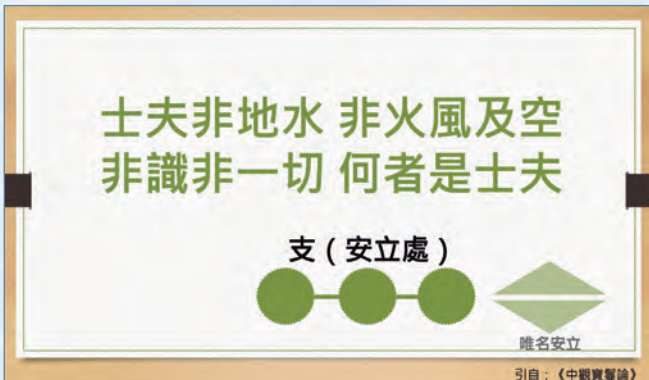 士夫非地水 非火風及空
非識非一切 何者是士夫
支（安立處）
唯名安立
引自：《中觀寶鬘論》